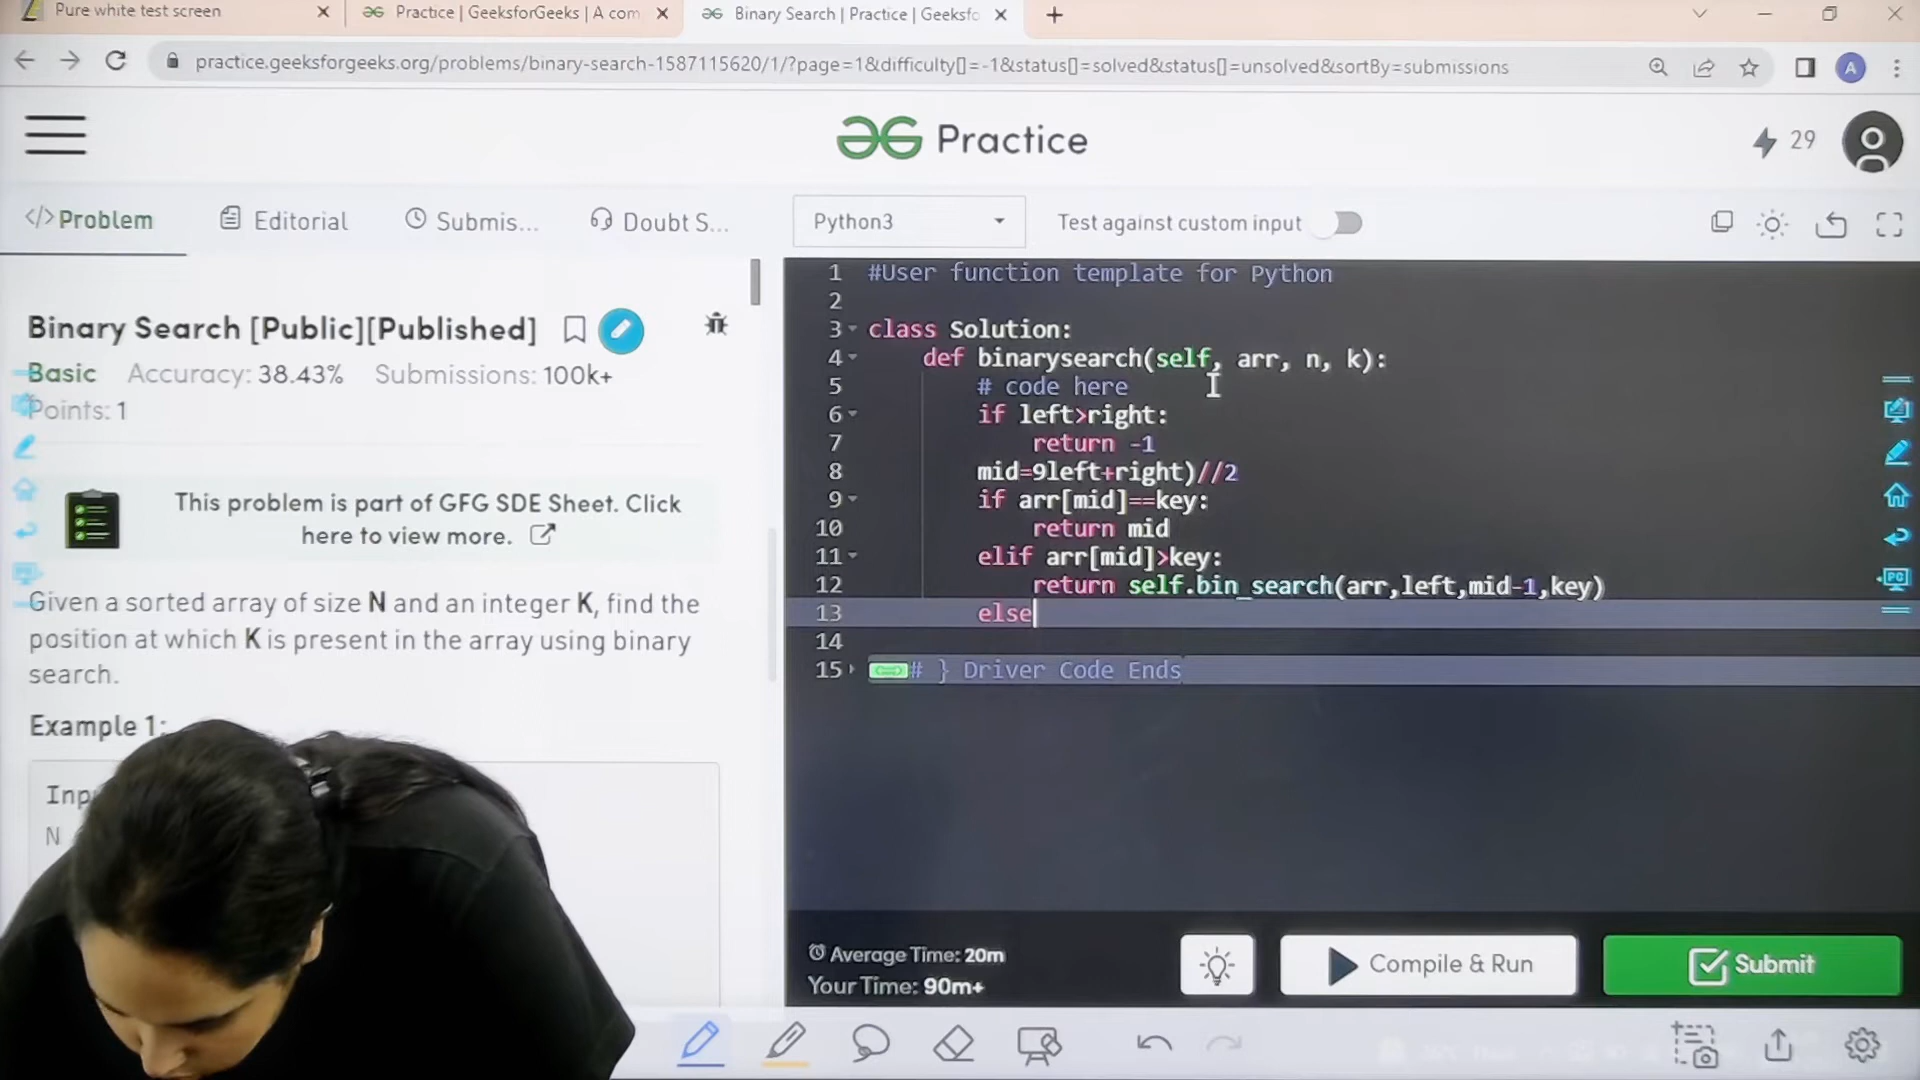 Pure white test screen
Practice | GeeksforGeeks | A com
Binary Search | Practice | Geeksfo
practice.geeksforgeeks.org/problems/binary-search-1587115620/1/?page=1&difficulty[]=-1&status[]=solved&status[]=unsolved&sortBy=submissions
A
Practice
29
</>Problem
Editorial
Submis...
Doubt S...
Python3
Test against custom input
Binary Search [Public][Published]
Basic Accuracy: 38.43% Submissions: 100k+
Points: 1
This problem is part of GFG SDE Sheet. Click
here to view more.
Given a sorted array of size N and an integer K, find the
position at which K is present in the array using binary
search.
Example 1:
Inp
N
1 #User function template for Python
2
3 class Solution:
4 def binarysearch(self, arr, n, k):
5 # code here
6 if left>right:
7 return -1
8 mid=9left+right)//2
9 if arr[mid]==key:
10 return mid
11 elif arr[mid]>key:
12 return self.bin_search(arr,left,mid-1,key)
13 else
14
15 # } Driver Code Ends
Average Time: 20m
Your Time: 90m+
Compile & Run
Submit